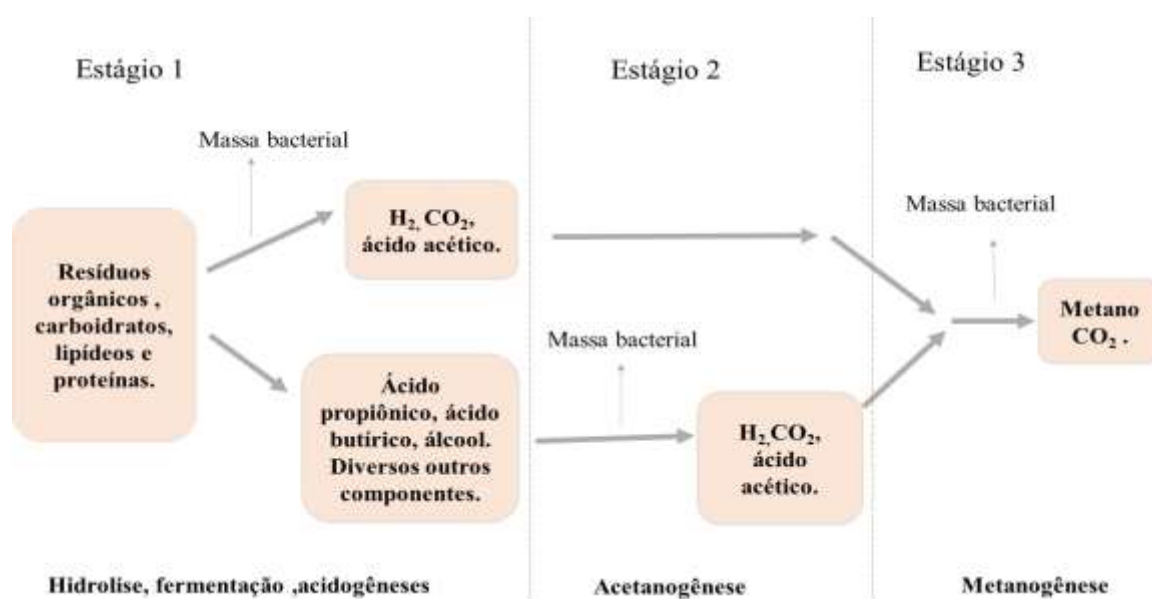 Estágio 1
Estágio 2
Estágio 3
Massa bacterial
Massa bacterial
Massa bacterial
Resíduos
orgânicos ,
carboidratos,
lipídeos e
proteínas.
H₂, CO₂,
ácido acético.
Ácido
propiônico, ácido
butírico, álcool.
Diversos outros
componentes.
H₂,CO₂,
ácido
acético.
Metano
CO₂ .
Hidrolise, fermentação ,acidogêneses
Acetanogênese
Metanogênese